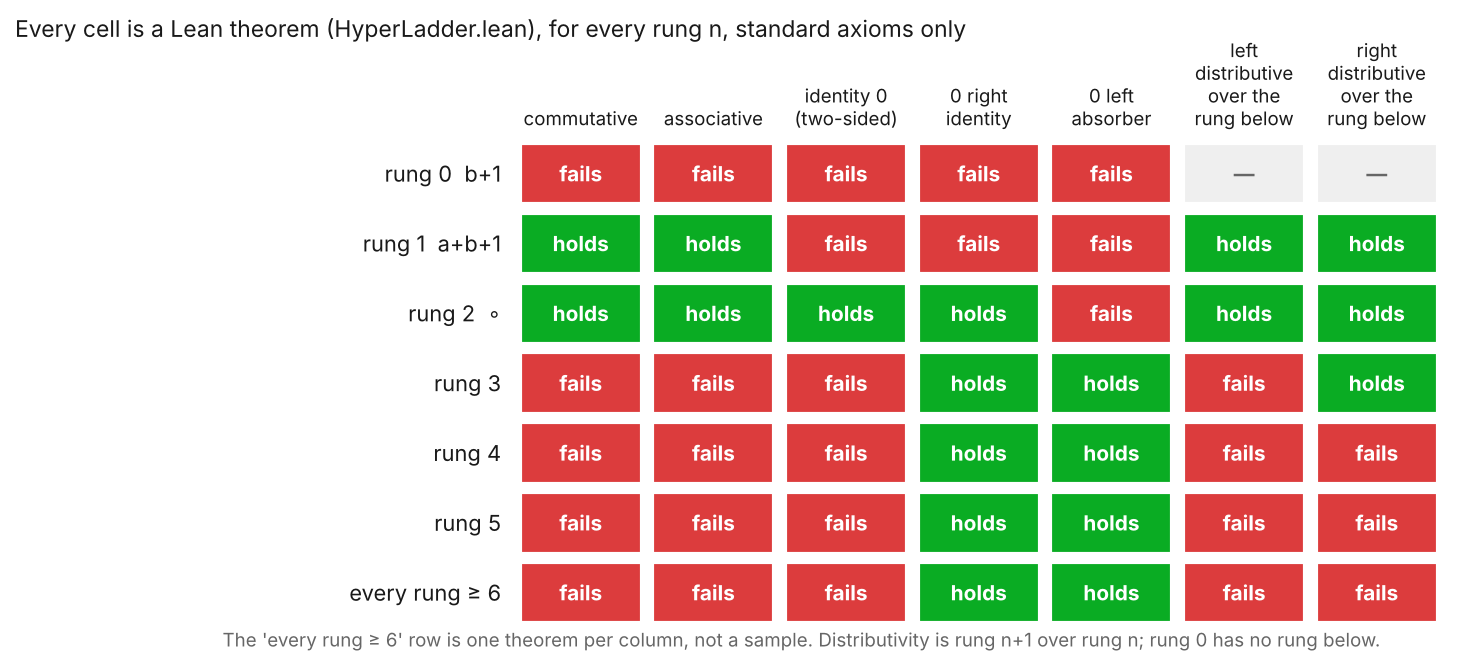 Every cell is a Lean theorem (HyperLadder.lean), for every rung n, standard axioms only
commutative
associative
identity 0
(two-sided)
0 right
identity
0 left
absorber
left
distributive
over the
rung below
right
distributive
over the
rung below
rung 0 b+1 fails fails fails fails fails — —
rung 1 a+b+1 holds holds fails fails fails holds holds
rung 2 ∘ holds holds holds holds fails holds holds
rung 3 fails fails fails holds holds fails holds
rung 4 fails fails fails holds holds fails fails
rung 5 fails fails fails holds holds fails fails
every rung ≥ 6 fails fails fails holds holds fails fails
The 'every rung ≥ 6' row is one theorem per column, not a sample. Distributivity is rung n+1 over rung n; rung 0 has no rung below.